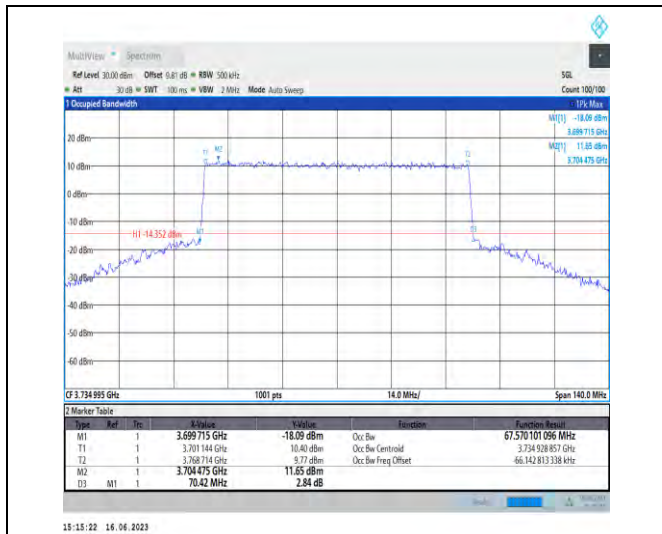 MultiView Spectrum
Ref Level 30.00 dBm Offset 9.81 dB RBW 500 kHz SGL
Att 30 dB SWT 100 ms VBW 2 MHz Mode Auto Sweep Count 100/100
1 Occupied Bandwidth 1Pk Max
M1[1] -18.09 dBm
3.699 715 GHz
M2[1] 11.65 dBm
3.704 475 GHz
20 dBm
T1 M2 T2
10 dBm
0 dBm
-10 dBm
H1 -14.352 dBm M1
-20 dBm
-30 dBm
-40 dBm
-50 dBm
-60 dBm
CF 3.734 995 GHz 1001 pts 14.0 MHz/ Span 140.0 MHz
2 Marker Table
Type Ref Trc X-Value Y-Value Function Function Result
M1 1 3.699 715 GHz -18.09 dBm Occ Bw 67.570 101 096 MHz
T1 1 3.701 144 GHz 10.40 dBm Occ Bw Centroid 3.734 928 857 GHz
T2 1 3.768 714 GHz 9.77 dBm Occ Bw Freq Offset -66.142 813 338 kHz
M2 1 3.704 475 GHz 11.65 dBm
D3 M1 1 70.42 MHz 2.84 dB
15:15:22 16.06.2023